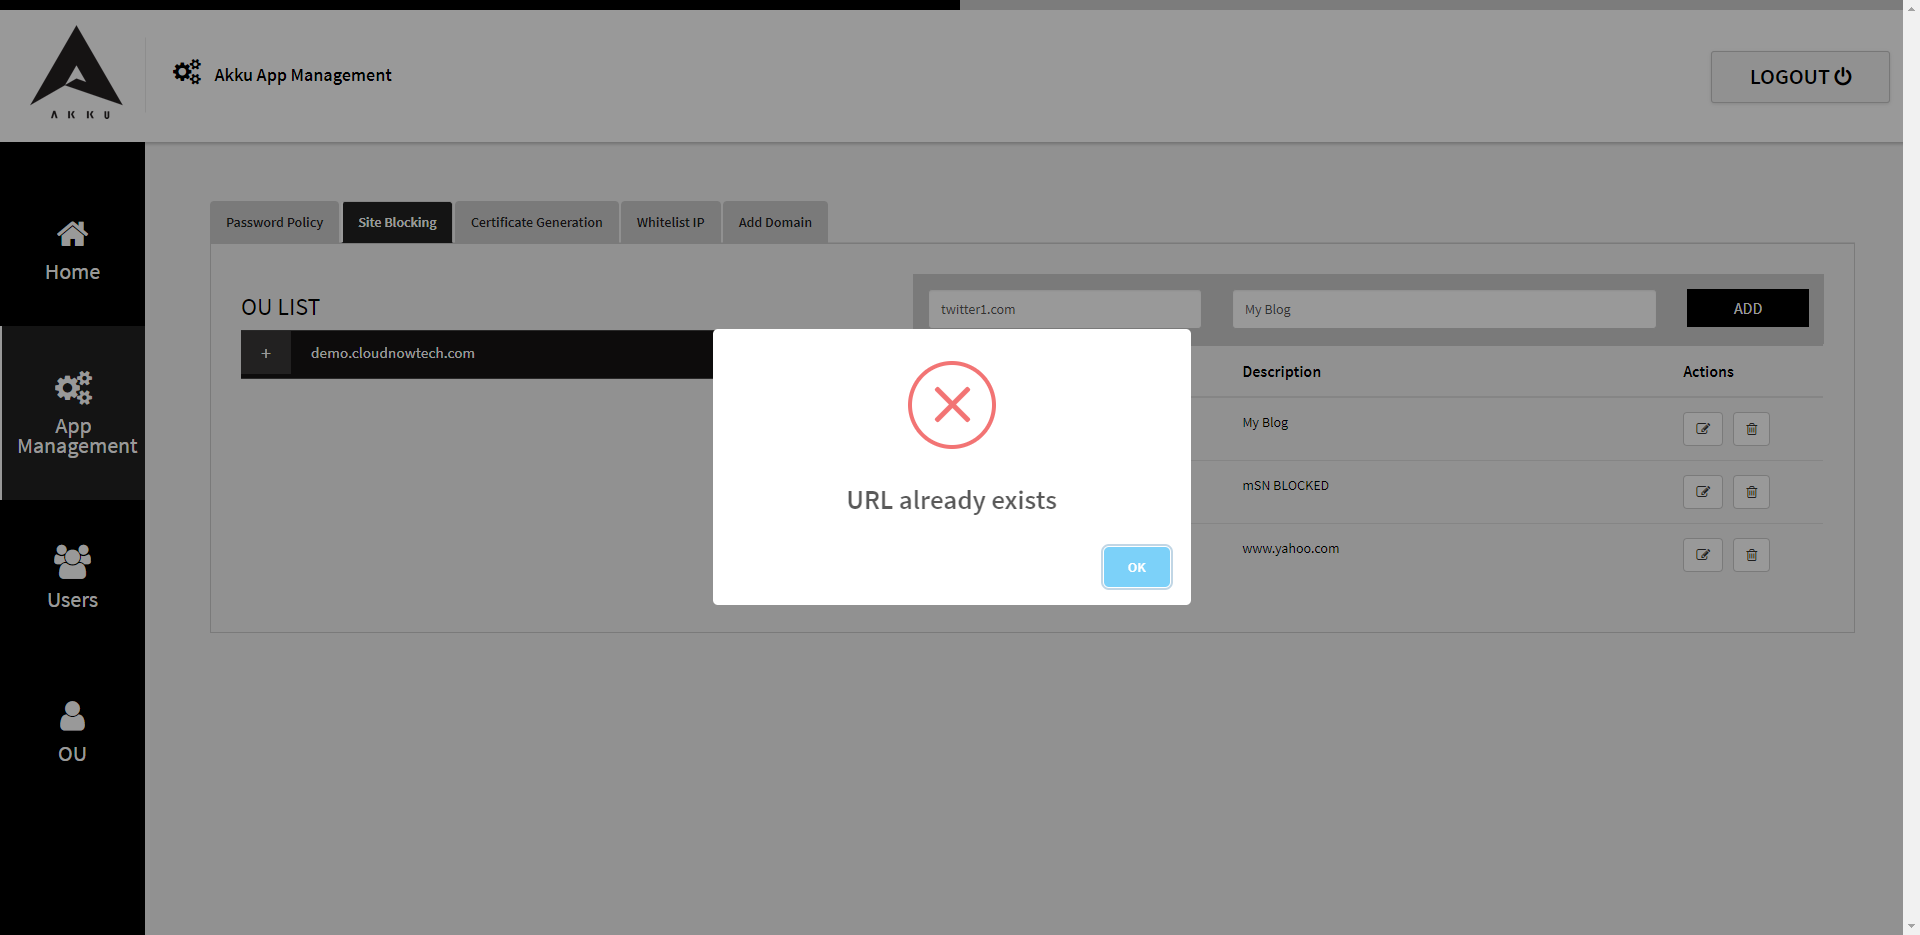 AKKU
Akku App Management
LOGOUT
Home
App
Management
Users
OU
Password Policy
Site Blocking
Certificate Generation
Whitelist IP
Add Domain
OU LIST
+
demo.cloudnowtech.com
twitter1.com
My Blog
ADD
Description
Actions
My Blog
mSN BLOCKED
www.yahoo.com
URL already exists
OK